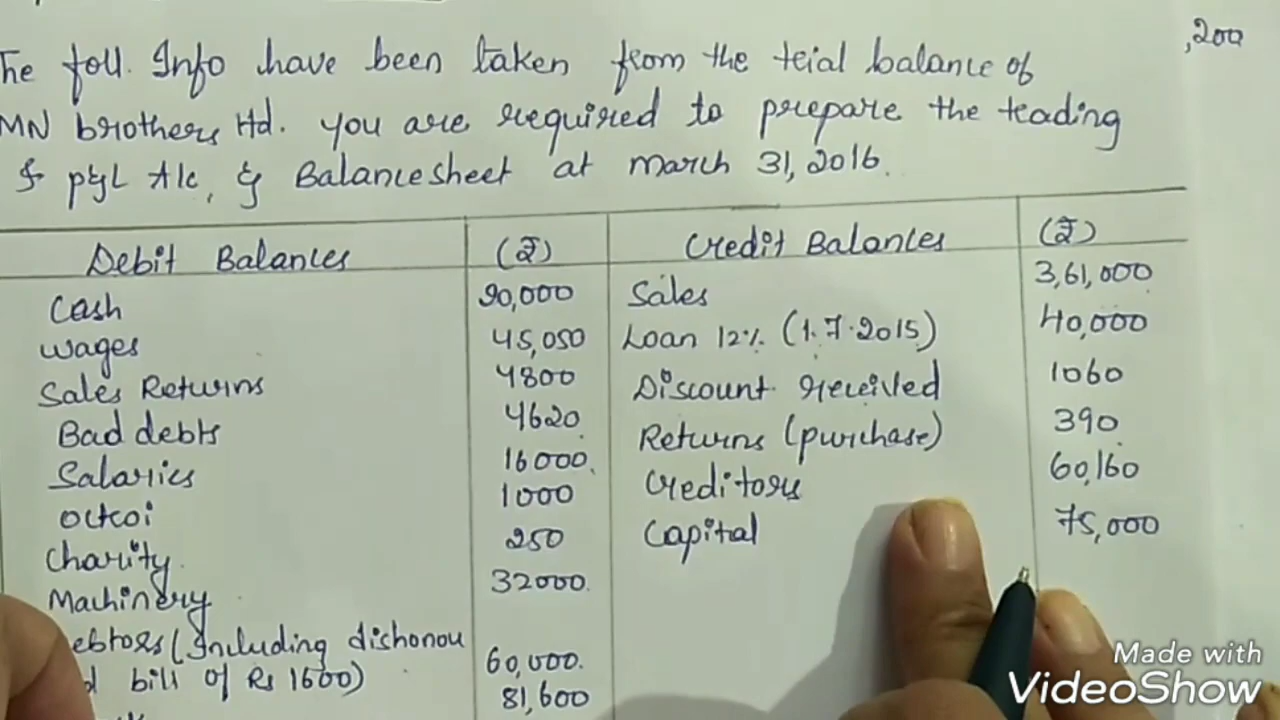 ,200
The foll. Info have been taken from the trial balance of
MN brothers ltd. you are required to prepare the trading
& p&L A/c, & Balancesheet at march 31, 2016.
Debit Balances (₹) Credit Balances (₹)
Cash 90,000 Sales 3,61,000
Wages 45,050 Loan 12% (1.7.2015) 40,000
Sales Returns 4800 Discount received 1060
Bad debts 4620 Returns (purchase) 390
Salaries 16000 Creditors 60,160
Octroi 1000 Capital 75,000
Charity 250
Machinery 32000
ebtors (Including dishonou
d bill of Rs 1600) 60,000
81,600
Made with
VideoShow